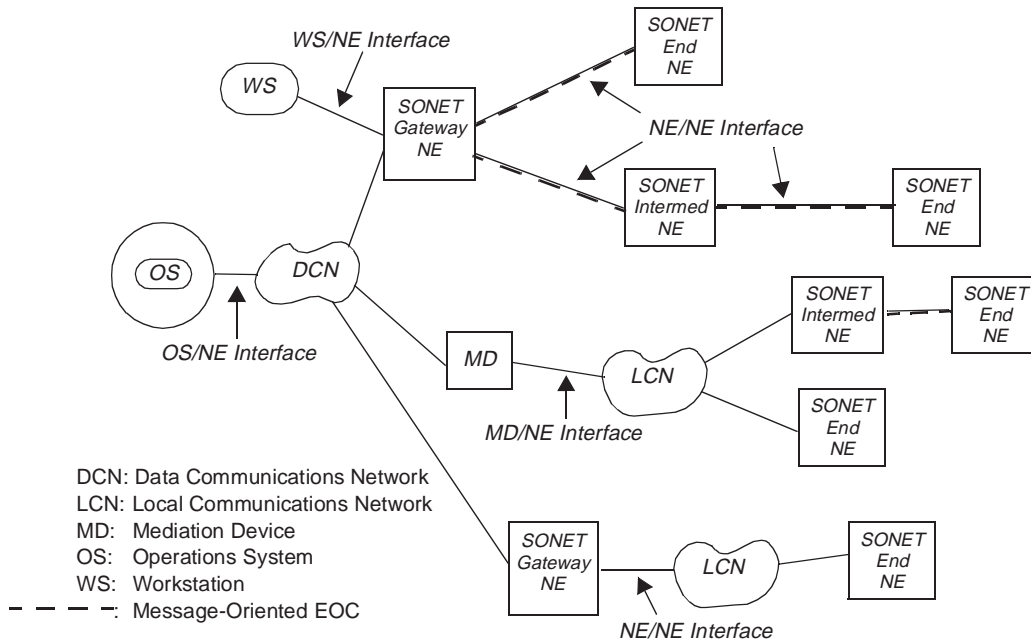 WS/NE Interface
SONET
End
NE
WS
SONET
Gateway
NE
NE/NE Interface
SONET
Intermed
NE
SONET
End
NE
OS
DCN
OS/NE Interface
SONET
Intermed
NE
SONET
End
NE
MD
LCN
SONET
End
NE
MD/NE Interface
DCN: Data Communications Network
LCN: Local Communications Network
MD: Mediation Device
OS: Operations System
WS: Workstation
: Message-Oriented EOC
SONET
Gateway
NE
LCN
SONET
End
NE
NE/NE Interface